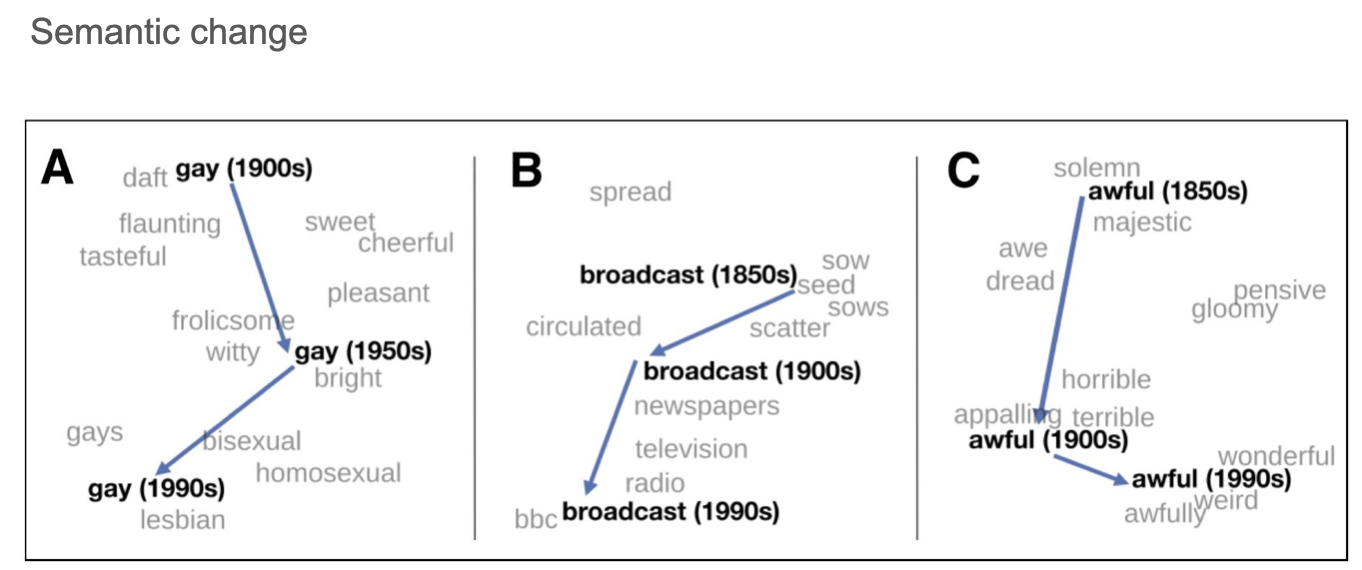 Semantic change
A
daft gay (1900s)
flaunting
sweet
tasteful
cheerful
pleasant
frolicsome
witty
gay (1950s)
bright
gays
bisexual
homosexual
gay (1990s)
lesbian
B
spread
broadcast (1850s)
sow
seed
sows
circulated
scatter
broadcast (1900s)
newspapers
television
radio
bbc broadcast (1990s)
C
solemn
awful (1850s)
majestic
awe
dread
pensive
gloomy
horrible
appalling terrible
awful (1900s)
wonderful
awful (1990s)
weird
awfully